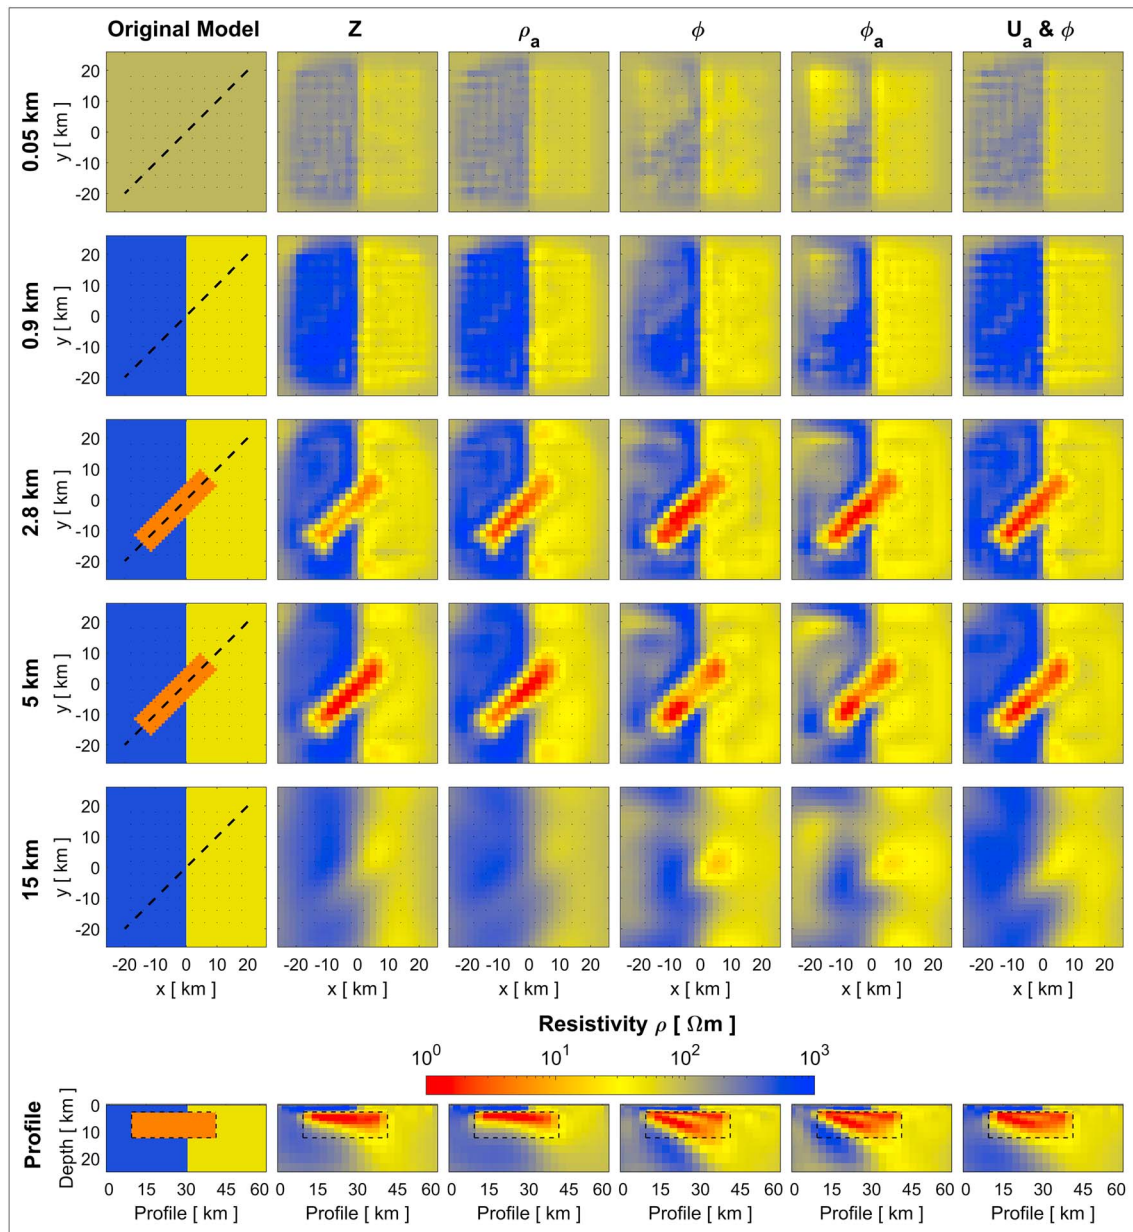 Original Model Z ρa ϕ ϕa Ua & ϕ
0.05 km
y [ km ]
20
10
0
-10
-20
0.9 km
y [ km ]
20
10
0
-10
-20
2.8 km
y [ km ]
20
10
0
-10
-20
5 km
y [ km ]
20
10
0
-10
-20
15 km
y [ km ]
20
10
0
-10
-20
-20 -10 0 10 20 -20 -10 0 10 20 -20 -10 0 10 20 -20 -10 0 10 20 -20 -10 0 10 20 -20 -10 0 10 20
x [ km ] x [ km ] x [ km ] x [ km ] x [ km ] x [ km ]
Resistivity ρ [ Ωm ]
10^0 10^1 10^2 10^3
Profile
Depth [ km ]
0
10
20
0 15 30 45 60 0 15 30 45 60 0 15 30 45 60 0 15 30 45 60 0 15 30 45 60 0 15 30 45 60
Profile [ km ] Profile [ km ] Profile [ km ] Profile [ km ] Profile [ km ] Profile [ km ]